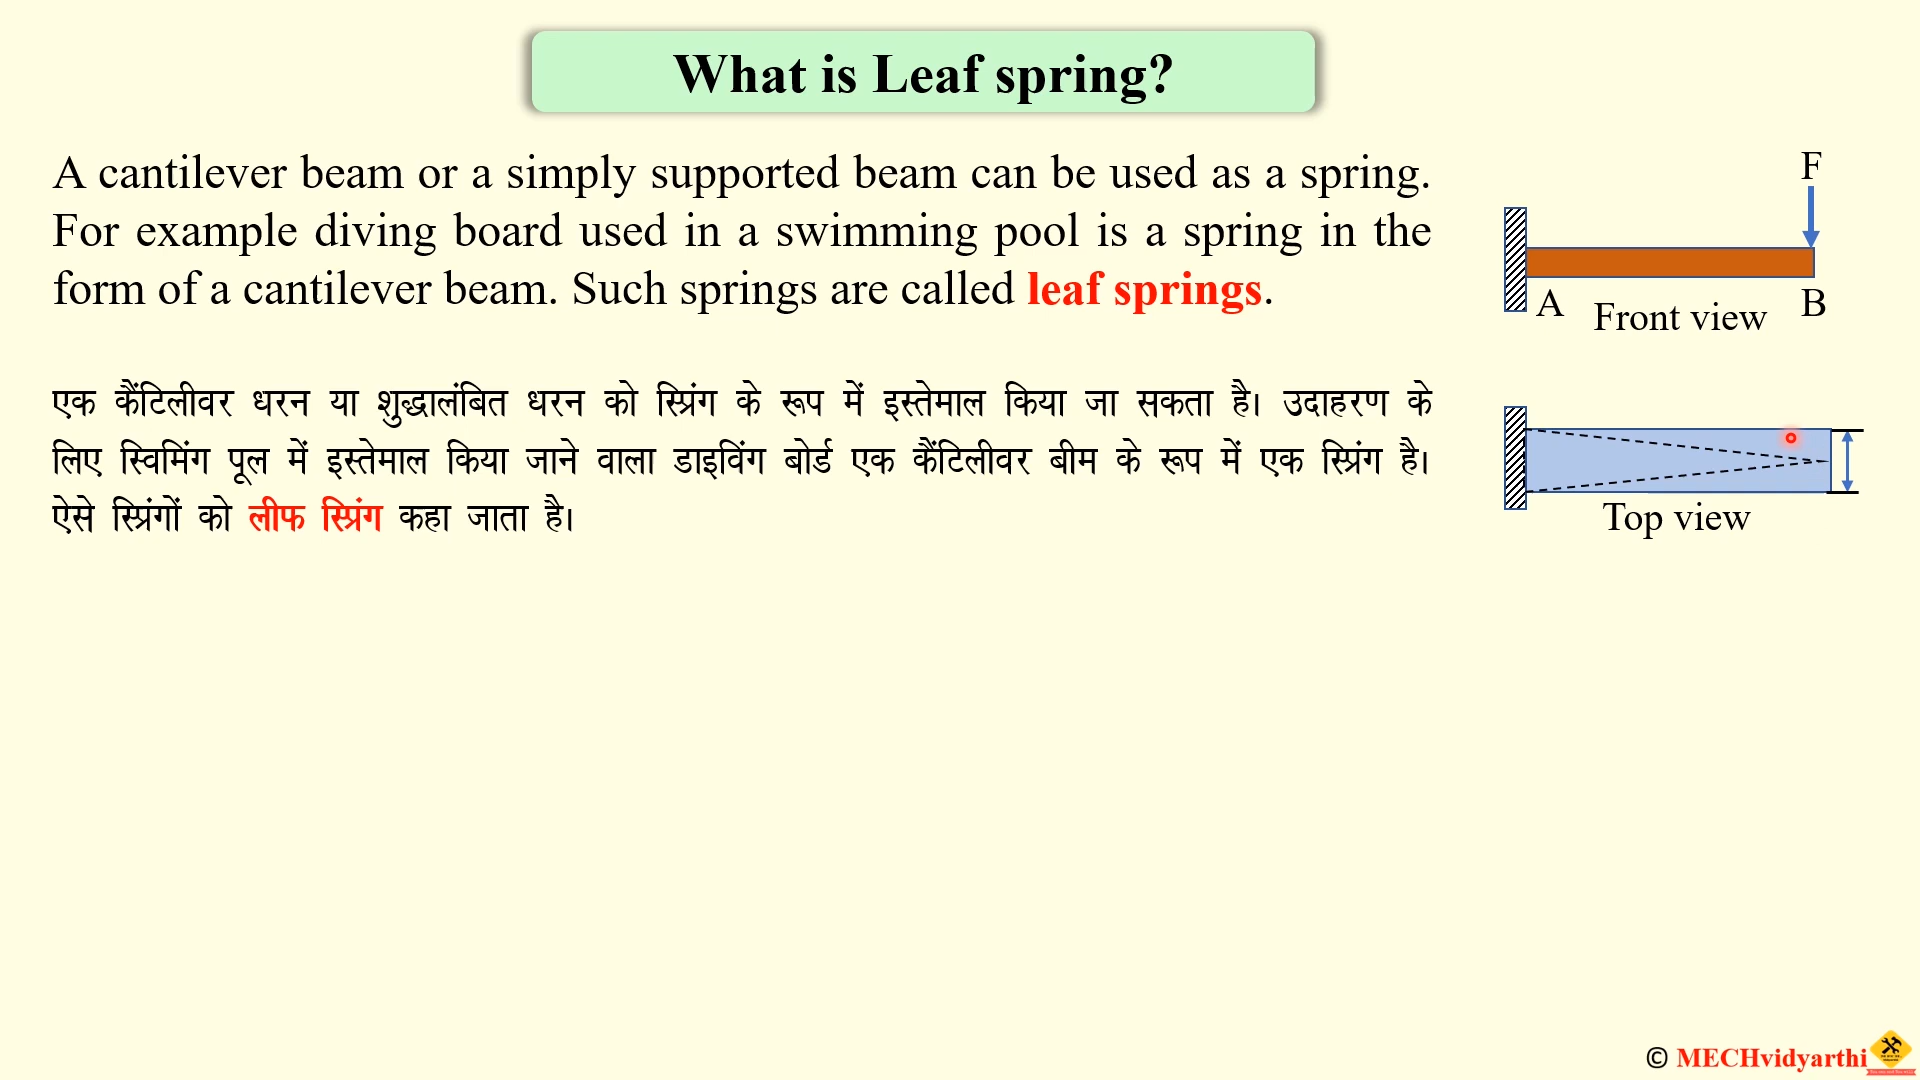 What is Leaf spring?
A cantilever beam or a simply supported beam can be used as a spring.
For example diving board used in a swimming pool is a spring in the
form of a cantilever beam. Such springs are called leaf springs.
एक कैंटिलीवर धरन या शुद्धालंबित धरन को स्प्रिंग के रूप में इस्तेमाल किया जा सकता है। उदाहरण के
लिए स्विमिंग पूल में इस्तेमाल किया जाने वाला डाइविंग बोर्ड एक कैंटिलीवर बीम के रूप में एक स्प्रिंग है।
ऐसे स्प्रिंगों को लीफ स्प्रिंग कहा जाता है।
F
A Front view B
Top view
© MECHvidyarthi